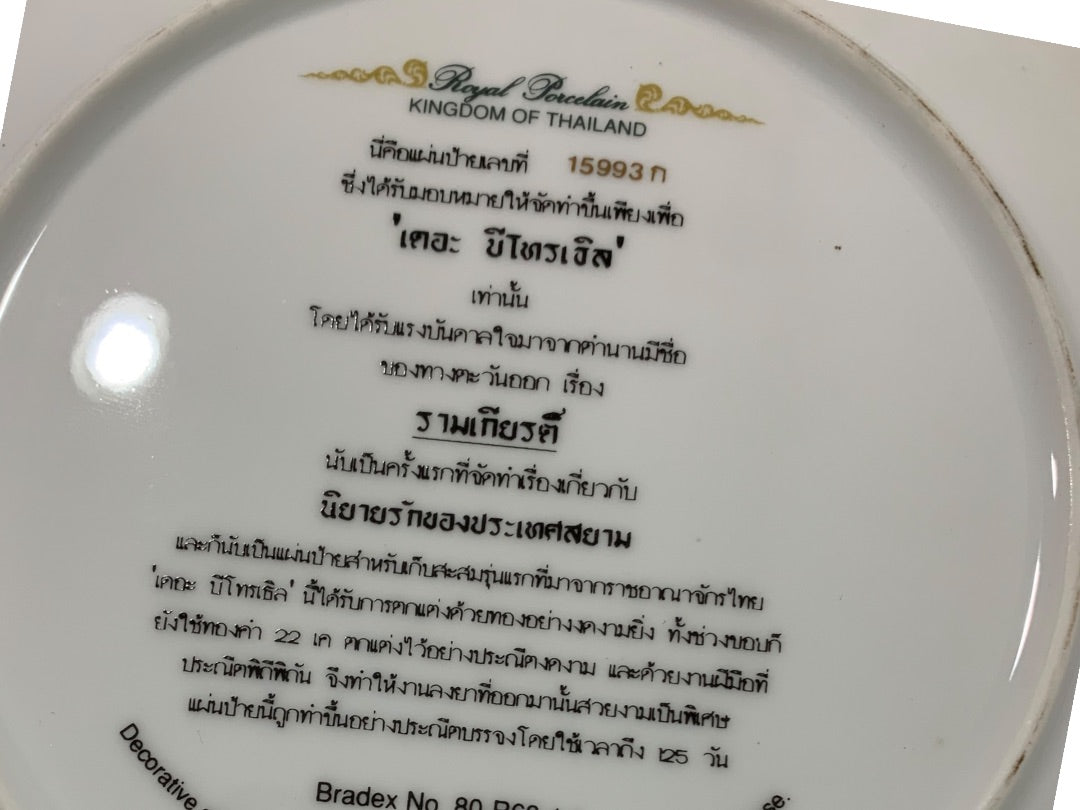 Royal Porcelain
KINGDOM OF THAILAND
นี่คือแผ่นป้ายเลขที่ 15993 ก
ซึ่งได้รับมอบหมายให้จัดทำขึ้นเพียงเพื่อ
'เดอะ บีโทรเธิล'
เท่านั้น
โดยได้รับแรงบันดาลใจมาจากตำนานมีชื่อ
ของทางตะวันออก เรื่อง
รามเกียรติ์
นับเป็นครั้งแรกที่จัดทำเรื่องเกี่ยวกับ
นิยายรักของประเทศสยาม
และก็นับเป็นแผ่นป้ายสำหรับเก็บสะสมรุ่นแรกที่มาจากราชอาณาจักรไทย
'เดอะ บีโทรเธิล' นี้ได้รับการตกแต่งด้วยทองอย่างงดงามยิ่ง ทั้งช่วงขอบก็
ยังใช้ทองคำ 22 เค ตกแต่งไว้อย่างประณีตงดงาม และด้วยงานฝีมือที่
ประณีตพิถีพิถัน จึงทำให้งานลงยาที่ออกมานั้นสวยงามเป็นพิเศษ
แผ่นป้ายนี้ถูกทำขึ้นอย่างประณีตบรรจงโดยใช้เวลาถึง 125 วัน
Bradex No. 80
Decorative